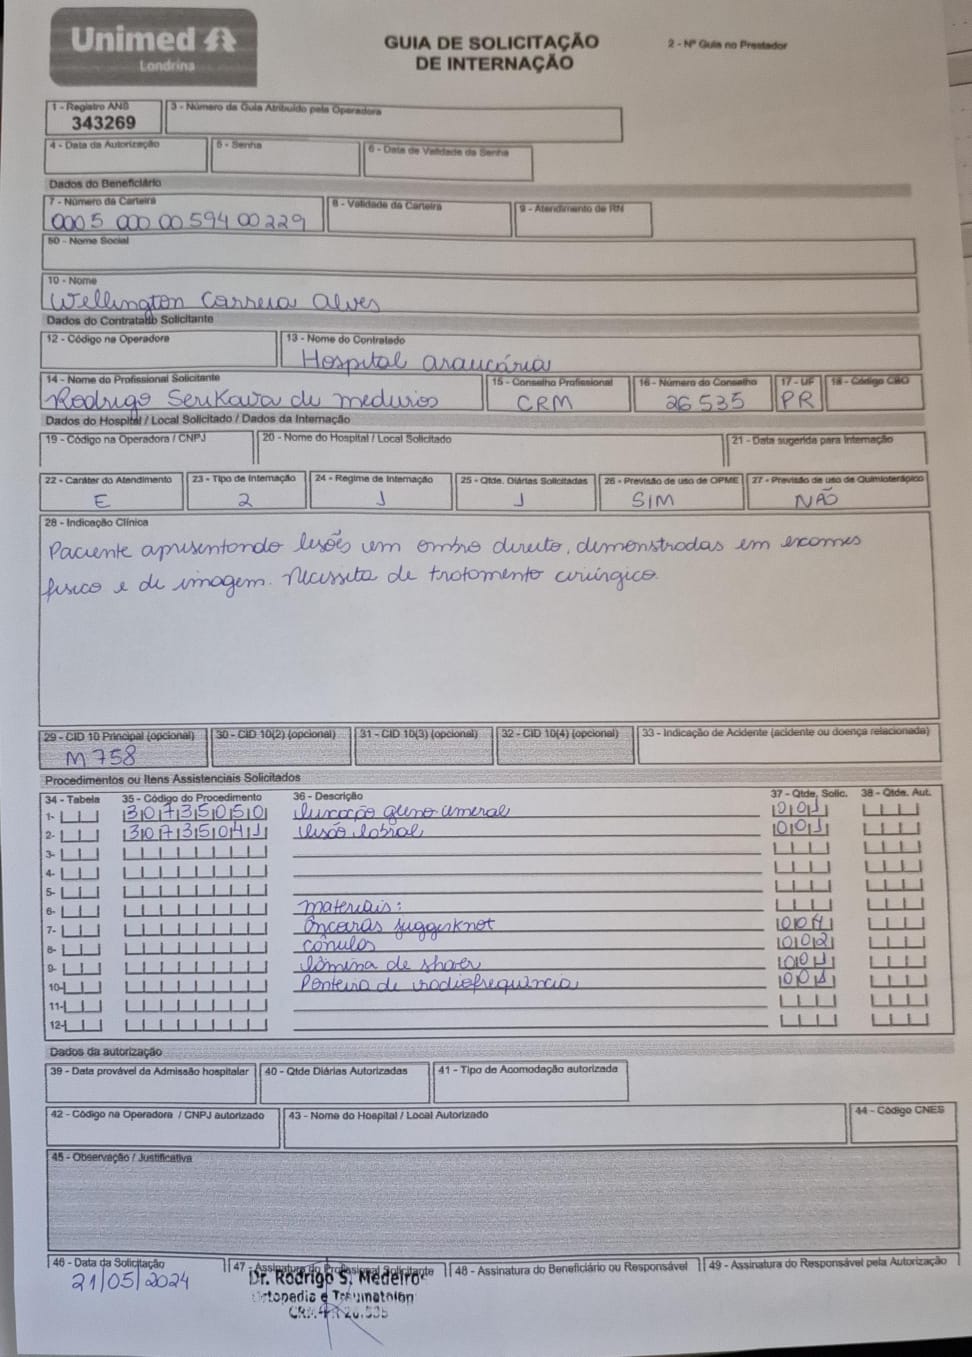 Unimed
Londrina
GUIA DE SOLICITAÇÃO
DE INTERNAÇÃO
2 - Nº Guia no Prestador
1 - Registro ANS
343269
3 - Número da Guia Atribuído pela Operadora
4 - Data da Autorização
5 - Senha
6 - Data de Validade da Senha
Dados do Beneficiário
7 - Número da Carteira
0005 000 00 594 00 229
8 - Validade da Carteira
9 - Atendimento de RN
50 - Nome Social
10 - Nome
Wellington Correia Alves
Dados do Contratado Solicitante
12 - Código na Operadora
13 - Nome do Contratado
Hospital araucária
14 - Nome do Profissional Solicitante
Rodrigo Serikawa de medeiros
15 - Conselho Profissional
CRM
16 - Número do Conselho
26535
17 - UF
PR
18 - Código CBO
Dados do Hospital / Local Solicitado / Dados da Internação
19 - Código na Operadora / CNPJ
20 - Nome do Hospital / Local Solicitado
21 - Data sugerida para Internação
22 - Caráter do Atendimento
E
23 - Tipo de Internação
2
24 - Regime de Internação
1
25 - Qtde. Diárias Solicitadas
1
26 - Previsão de uso de OPME
SIM
27 - Previsão de uso de Quimioterápico
NÃO
28 - Indicação Clínica
Paciente apresentando lesões em ombro direito, demonstradas em exames
físico e de imagem. Necessita de tratamento cirúrgico.
29 - CID 10 Principal (opcional)
M758
30 - CID 10(2) (opcional)
31 - CID 10(3) (opcional)
32 - CID 10(4) (opcional)
33 - Indicação de Acidente (acidente ou doença relacionada)
Procedimentos ou Itens Assistenciais Solicitados
34 - Tabela 35 - Código do Procedimento 36 - Descrição 37 - Qtde. Solic. 38 - Qtde. Aut.
1- 30735050 luxação gleno umeral 001
2- 30735041 lesão labral 001
3-
4-
5-
6- materiais:
7- Âncoras juggerknot 004
8- cânulas 002
9- lâmina de shaver 001
10- Ponteira de radiofrequência 001
11-
12-
Dados da autorização
39 - Data provável da Admissão hospitalar
40 - Qtde Diárias Autorizadas
41 - Tipo de Acomodação autorizada
42 - Código na Operadora / CNPJ autorizado
43 - Nome do Hospital / Local Autorizado
44 - Código CNES
45 - Observação / Justificativa
46 - Data da Solicitação
21/05/2024
47 - Assinatura do Profissional Solicitante
Dr. Rodrigo S. Medeiro
Ortopedia e Traumatolon
48 - Assinatura do Beneficiário ou Responsável
49 - Assinatura do Responsável pela Autorização